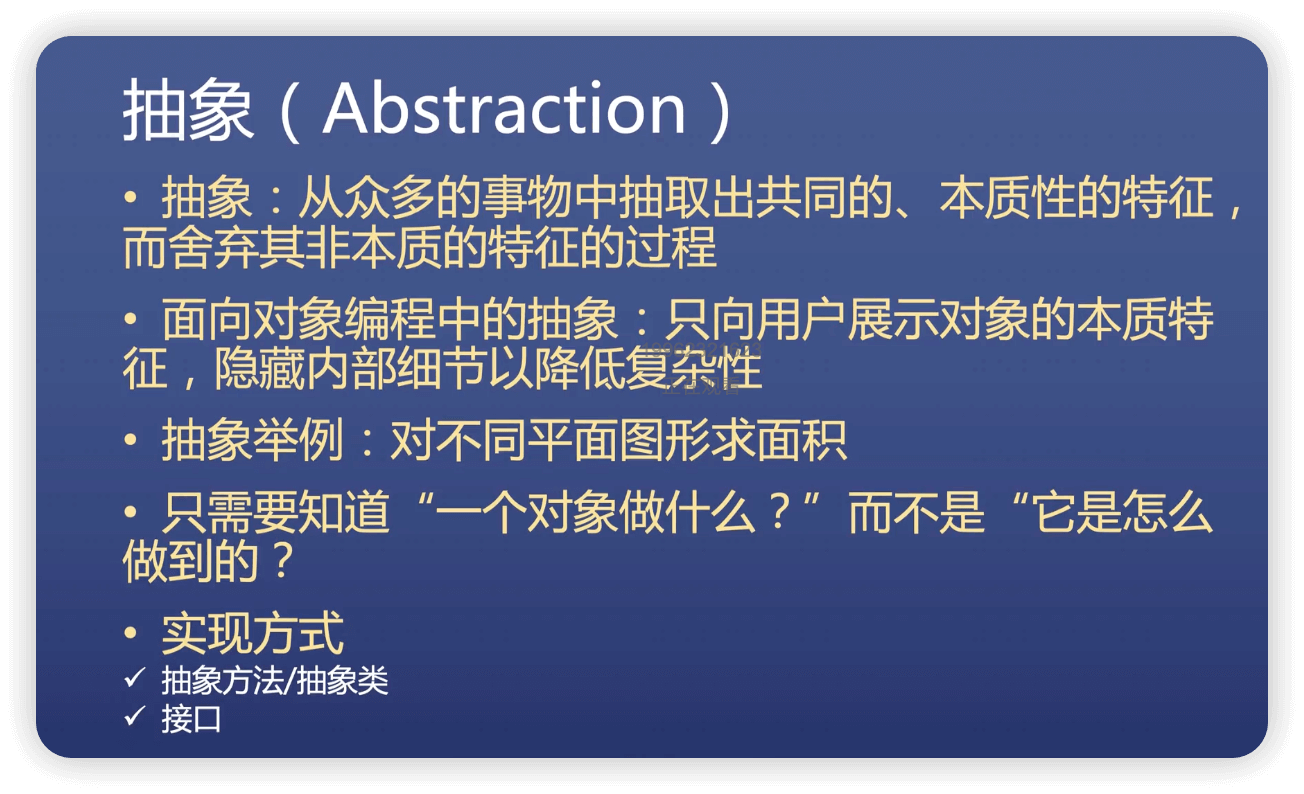 抽象（Abstraction）
• 抽象：从众多的事物中抽取出共同的、本质性的特征，
而舍弃其非本质的特征的过程
• 面向对象编程中的抽象：只向用户展示对象的本质特
征，隐藏内部细节以降低复杂性
• 抽象举例：对不同平面图形求面积
• 只需要知道“一个对象做什么？”而不是“它是怎么
做到的？
• 实现方式
✓ 抽象方法/抽象类
✓ 接口